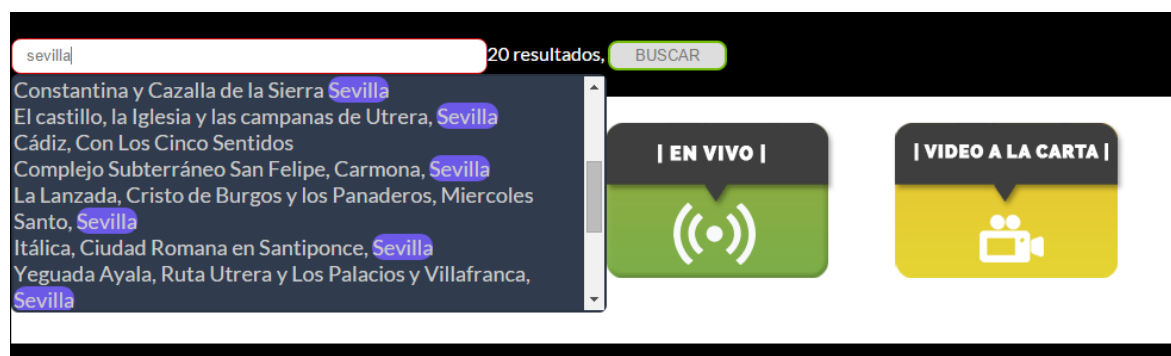 sevilla
20 resultados,
BUSCAR
Constantina y Cazalla de la Sierra Sevilla
El castillo, la Iglesia y las campanas de Utrera, Sevilla
Cádiz, Con Los Cinco Sentidos
Complejo Subterráneo San Felipe, Carmona, Sevilla
La Lanzada, Cristo de Burgos y los Panaderos, Miercoles
Santo, Sevilla
Itálica, Ciudad Romana en Santiponce, Sevilla
Yeguada Ayala, Ruta Utrera y Los Palacios y Villafranca,
Sevilla
| EN VIVO |
| VIDEO A LA CARTA |